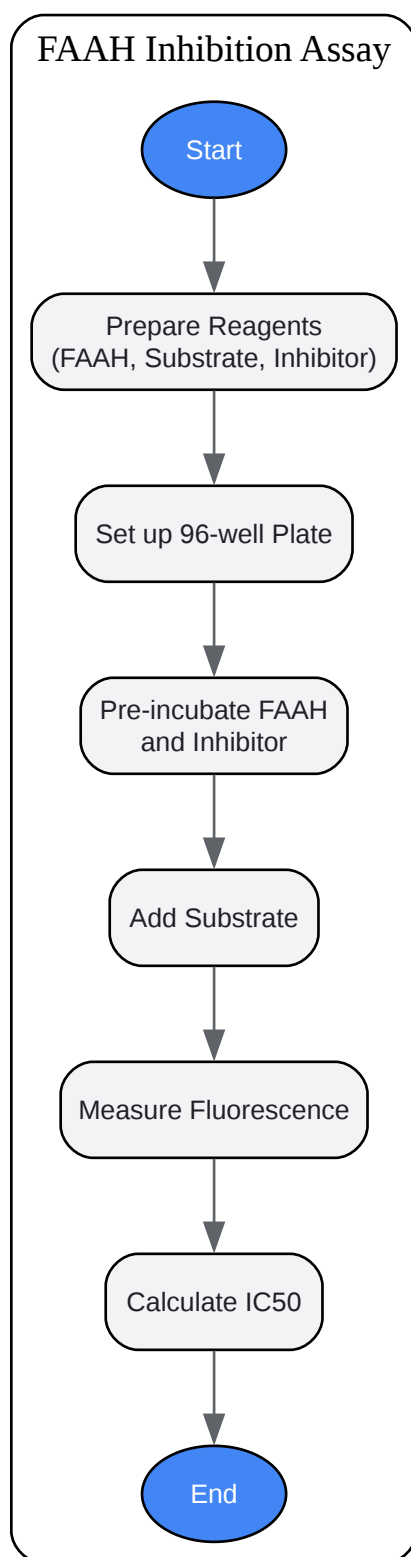 FAAH Inhibition Assay
Start
Prepare Reagents
(FAAH, Substrate, Inhibitor)
Set up 96-well Plate
Pre-incubate FAAH
and Inhibitor
Add Substrate
Measure Fluorescence
Calculate IC50
End